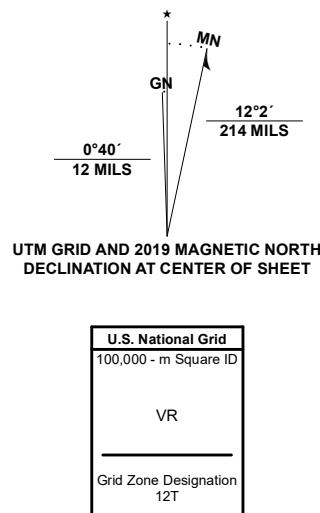 ★
MN
GN
12°2´
214 MILS
0°40´
12 MILS
UTM GRID AND 2019 MAGNETIC NORTH
DECLINATION AT CENTER OF SHEET
U.S. National Grid
100,000 - m Square ID
VR
Grid Zone Designation
12T